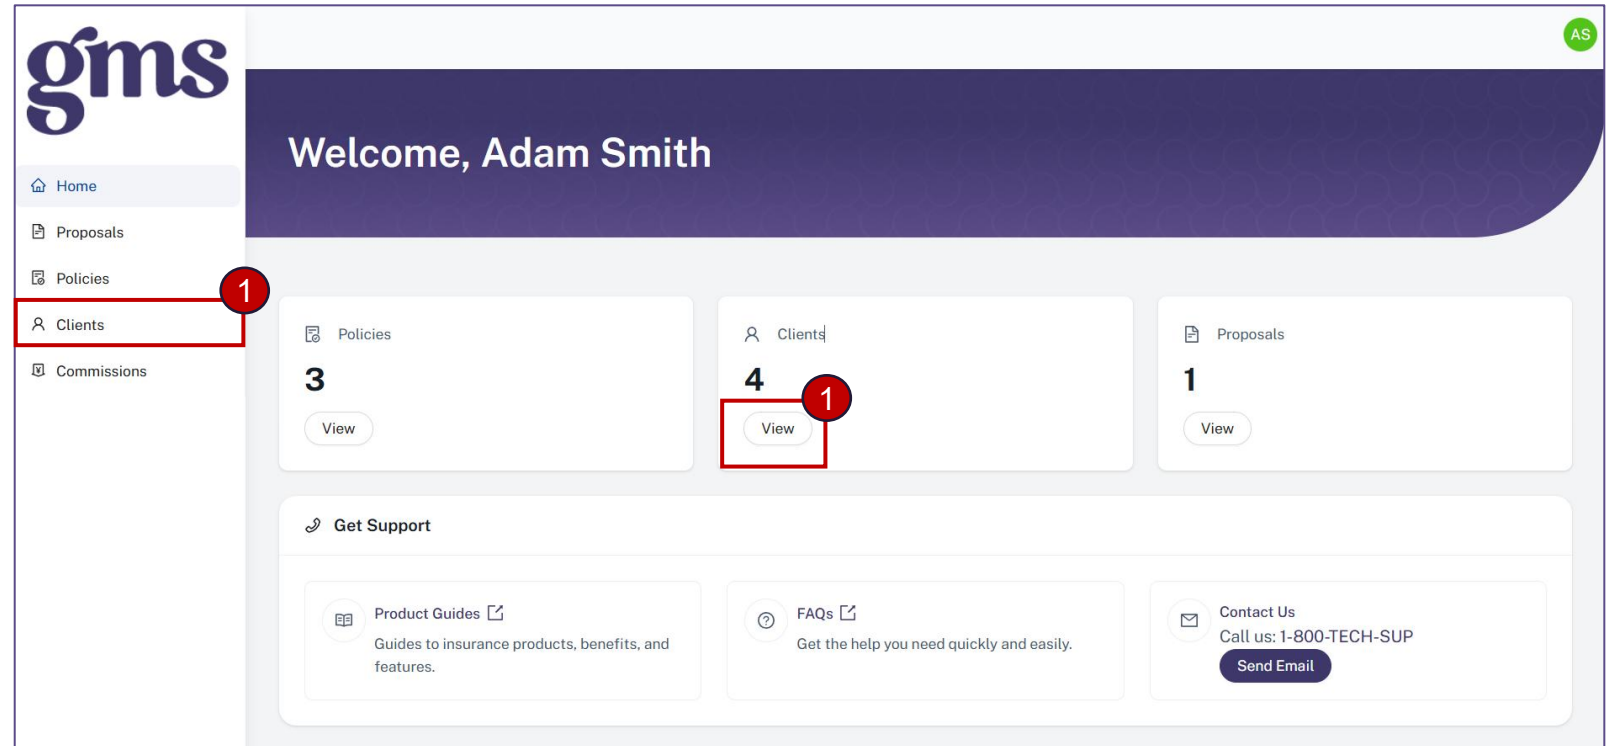 gms
AS
Welcome, Adam Smith
Home
Proposals
Policies
1
Clients
Commissions
Policies
3
View
Clients
4
1
View
Proposals
1
View
Get Support
Product Guides
Guides to insurance products, benefits, and
features.
FAQs
Get the help you need quickly and easily.
Contact Us
Call us: 1-800-TECH-SUP
Send Email